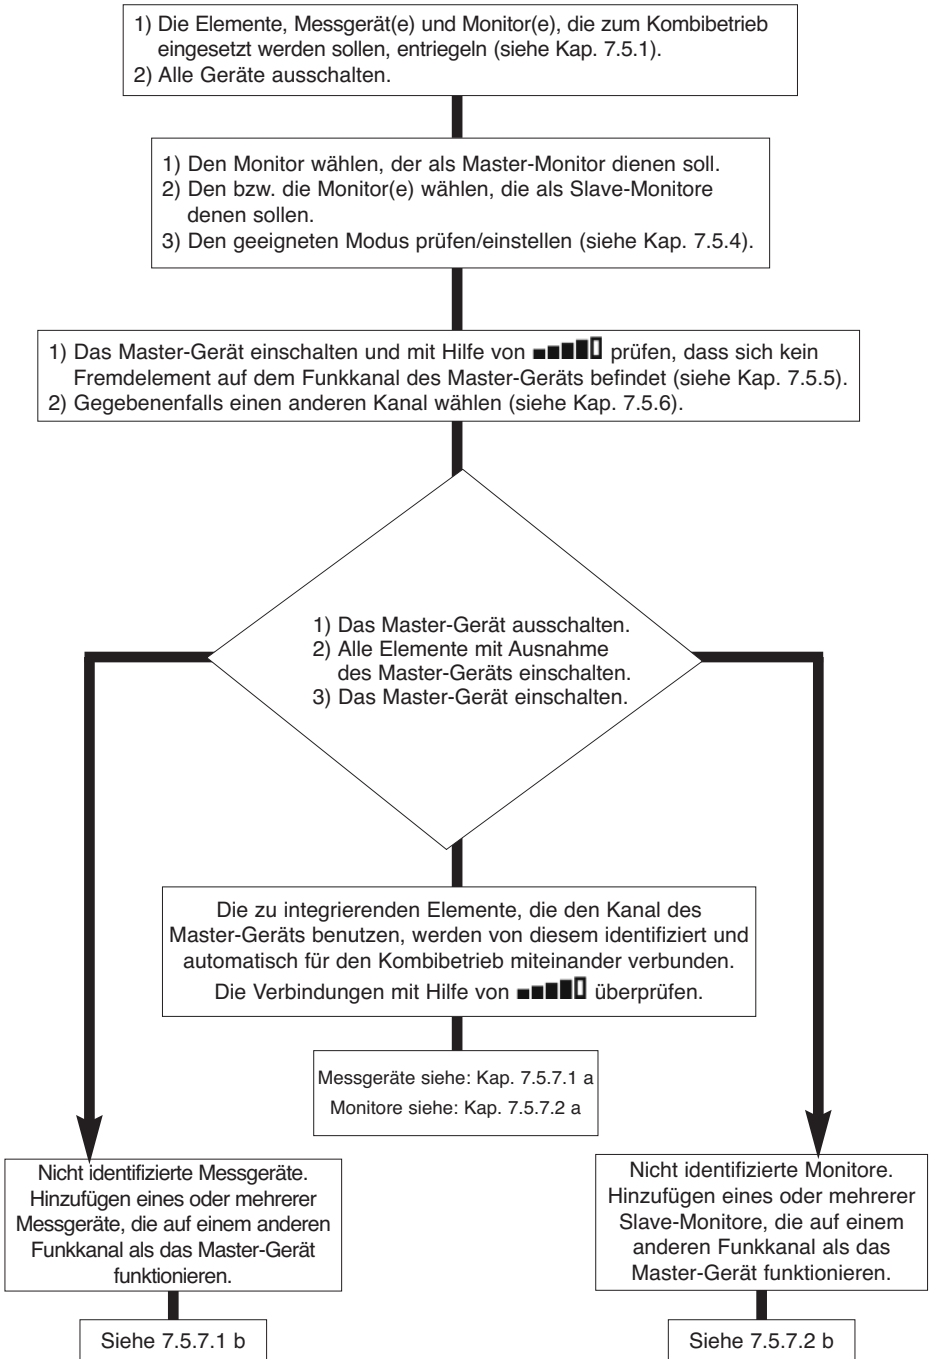 1) Die Elemente, Messgerät(e) und Monitor(e), die zum Kombibetrieb
eingesetzt werden sollen, entriegeln (siehe Kap. 7.5.1).
2) Alle Geräte ausschalten.
1) Den Monitor wählen, der als Master-Monitor dienen soll.
2) Den bzw. die Monitor(e) wählen, die als Slave-Monitore
denen sollen.
3) Den geeigneten Modus prüfen/einstellen (siehe Kap. 7.5.4).
1) Das Master-Gerät einschalten und mit Hilfe von prüfen, dass sich kein
Fremdelement auf dem Funkkanal des Master-Geräts befindet (siehe Kap. 7.5.5).
2) Gegebenenfalls einen anderen Kanal wählen (siehe Kap. 7.5.6).
1) Das Master-Gerät ausschalten.
2) Alle Elemente mit Ausnahme
des Master-Geräts einschalten.
3) Das Master-Gerät einschalten.
Die zu integrierenden Elemente, die den Kanal des
Master-Geräts benutzen, werden von diesem identifiziert und
automatisch für den Kombibetrieb miteinander verbunden.
Die Verbindungen mit Hilfe von überprüfen.
Messgeräte siehe: Kap. 7.5.7.1 a
Monitore siehe: Kap. 7.5.7.2 a
Nicht identifizierte Messgeräte.
Hinzufügen eines oder mehrerer
Messgeräte, die auf einem anderen
Funkkanal als das Master-Gerät
funktionieren.
Siehe 7.5.7.1 b
Nicht identifizierte Monitore.
Hinzufügen eines oder mehrerer
Slave-Monitore, die auf einem
anderen Funkkanal als das
Master-Gerät funktionieren.
Siehe 7.5.7.2 b